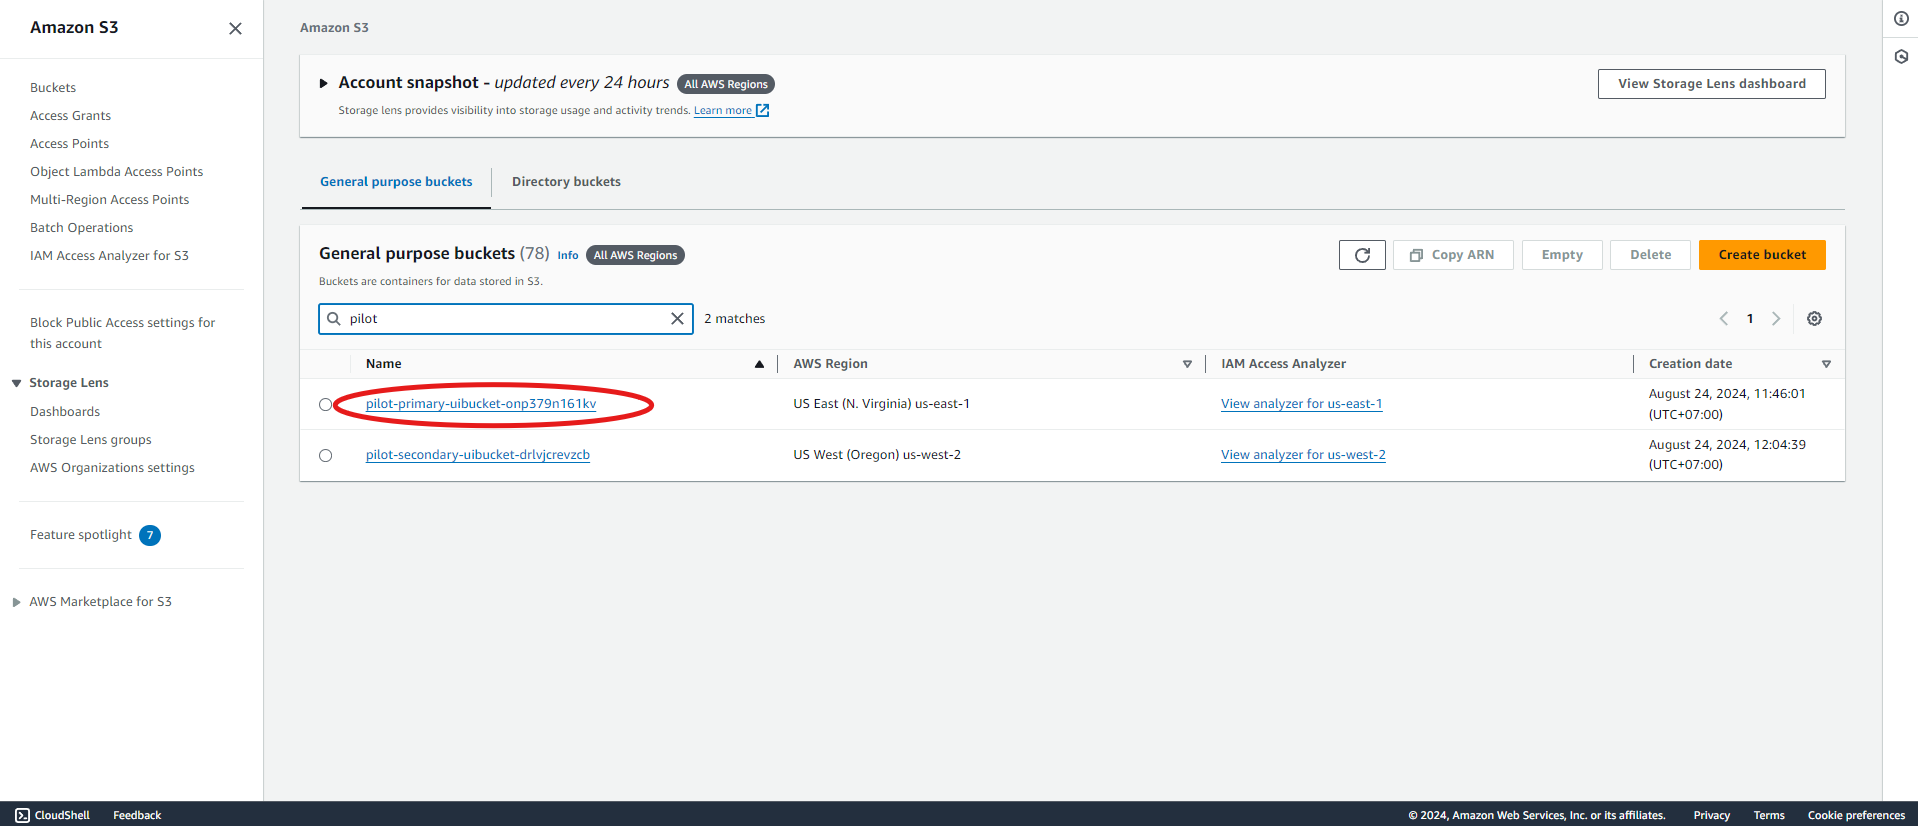 Amazon S3
Buckets
Access Grants
Access Points
Object Lambda Access Points
Multi-Region Access Points
Batch Operations
IAM Access Analyzer for S3
Block Public Access settings for
this account
Storage Lens
Dashboards
Storage Lens groups
AWS Organizations settings
Feature spotlight 7
AWS Marketplace for S3
Amazon S3
Account snapshot - updated every 24 hours All AWS Regions
View Storage Lens dashboard
Storage lens provides visibility into storage usage and activity trends. Learn more
General purpose buckets Directory buckets
General purpose buckets (78) Info All AWS Regions
Copy ARN Empty Delete Create bucket
Buckets are containers for data stored in S3.
pilot 2 matches 1
Name AWS Region IAM Access Analyzer Creation date
pilot-primary-uibucket-onp379n161kv US East (N. Virginia) us-east-1 View analyzer for us-east-1 August 24, 2024, 11:46:01
(UTC+07:00)
pilot-secondary-uibucket-drlvjcrevzcb US West (Oregon) us-west-2 View analyzer for us-west-2 August 24, 2024, 12:04:39
(UTC+07:00)
CloudShell Feedback © 2024, Amazon Web Services, Inc. or its affiliates. Privacy Terms Cookie preferences